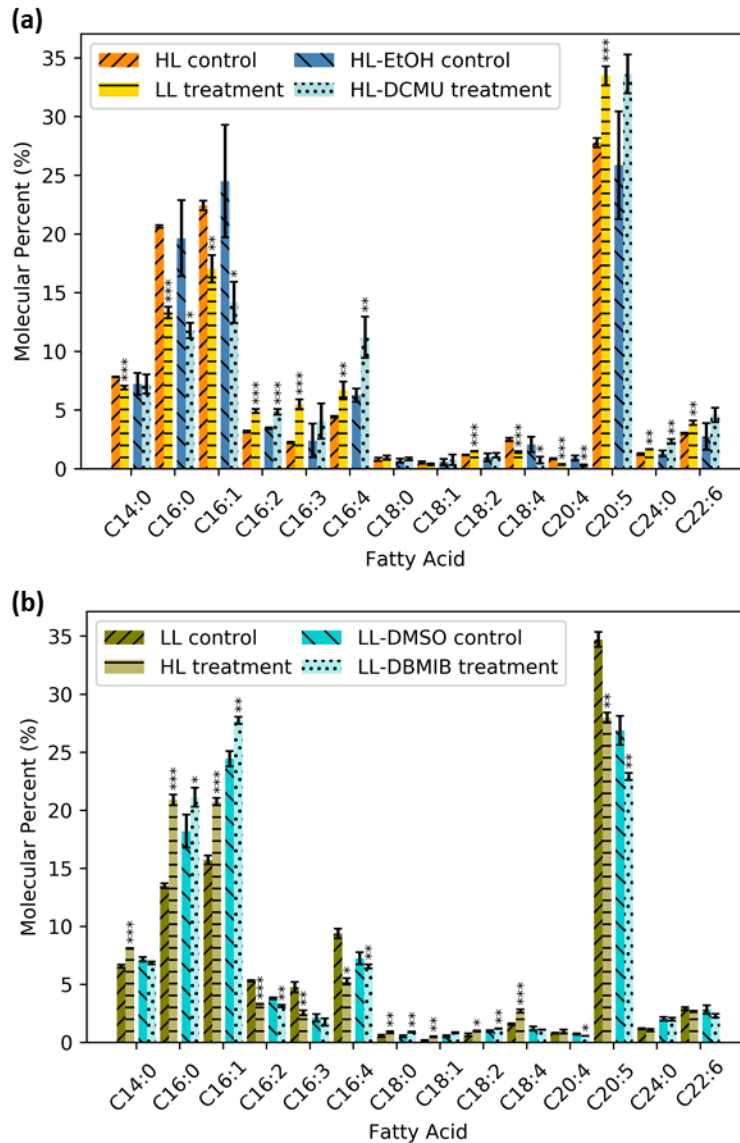 (a)
HL control
HL-EtOH control
LL treatment
HL-DCMU treatment
Molecular Percent (%)
35
30
25
20
15
10
5
0
C14:0
C16:0
C16:1
C16:2
C16:3
C16:4
C18:0
C18:1
C18:2
C18:4
C20:4
C20:5
C24:0
C22:6
Fatty Acid
(b)
LL control
LL-DMSO control
HL treatment
LL-DBMIB treatment
Molecular Percent (%)
35
30
25
20
15
10
5
0
C14:0
C16:0
C16:1
C16:2
C16:3
C16:4
C18:0
C18:1
C18:2
C18:4
C20:4
C20:5
C24:0
C22:6
Fatty Acid